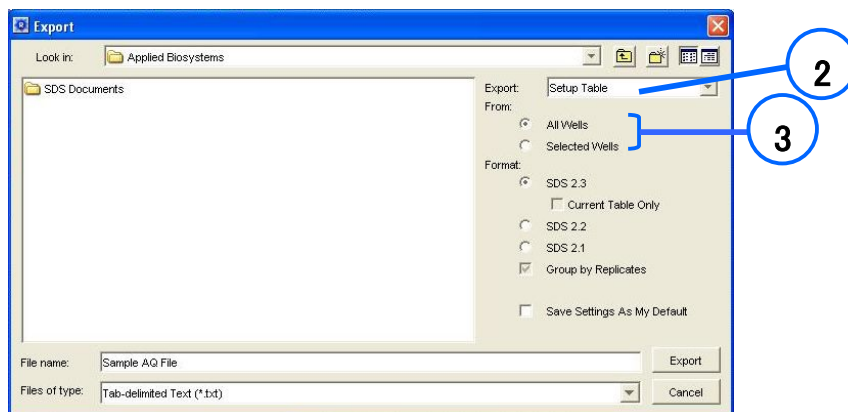 Export
Look in: Applied Biosystems
SDS Documents
Export: Setup Table
2
From:
All Wells
3
Selected Wells
Format:
SDS 2.3
Current Table Only
SDS 2.2
SDS 2.1
Group by Replicates
Save Settings As My Default
File name: Sample AQ File Export
Files of type: Tab-delimited Text (*.txt) Cancel